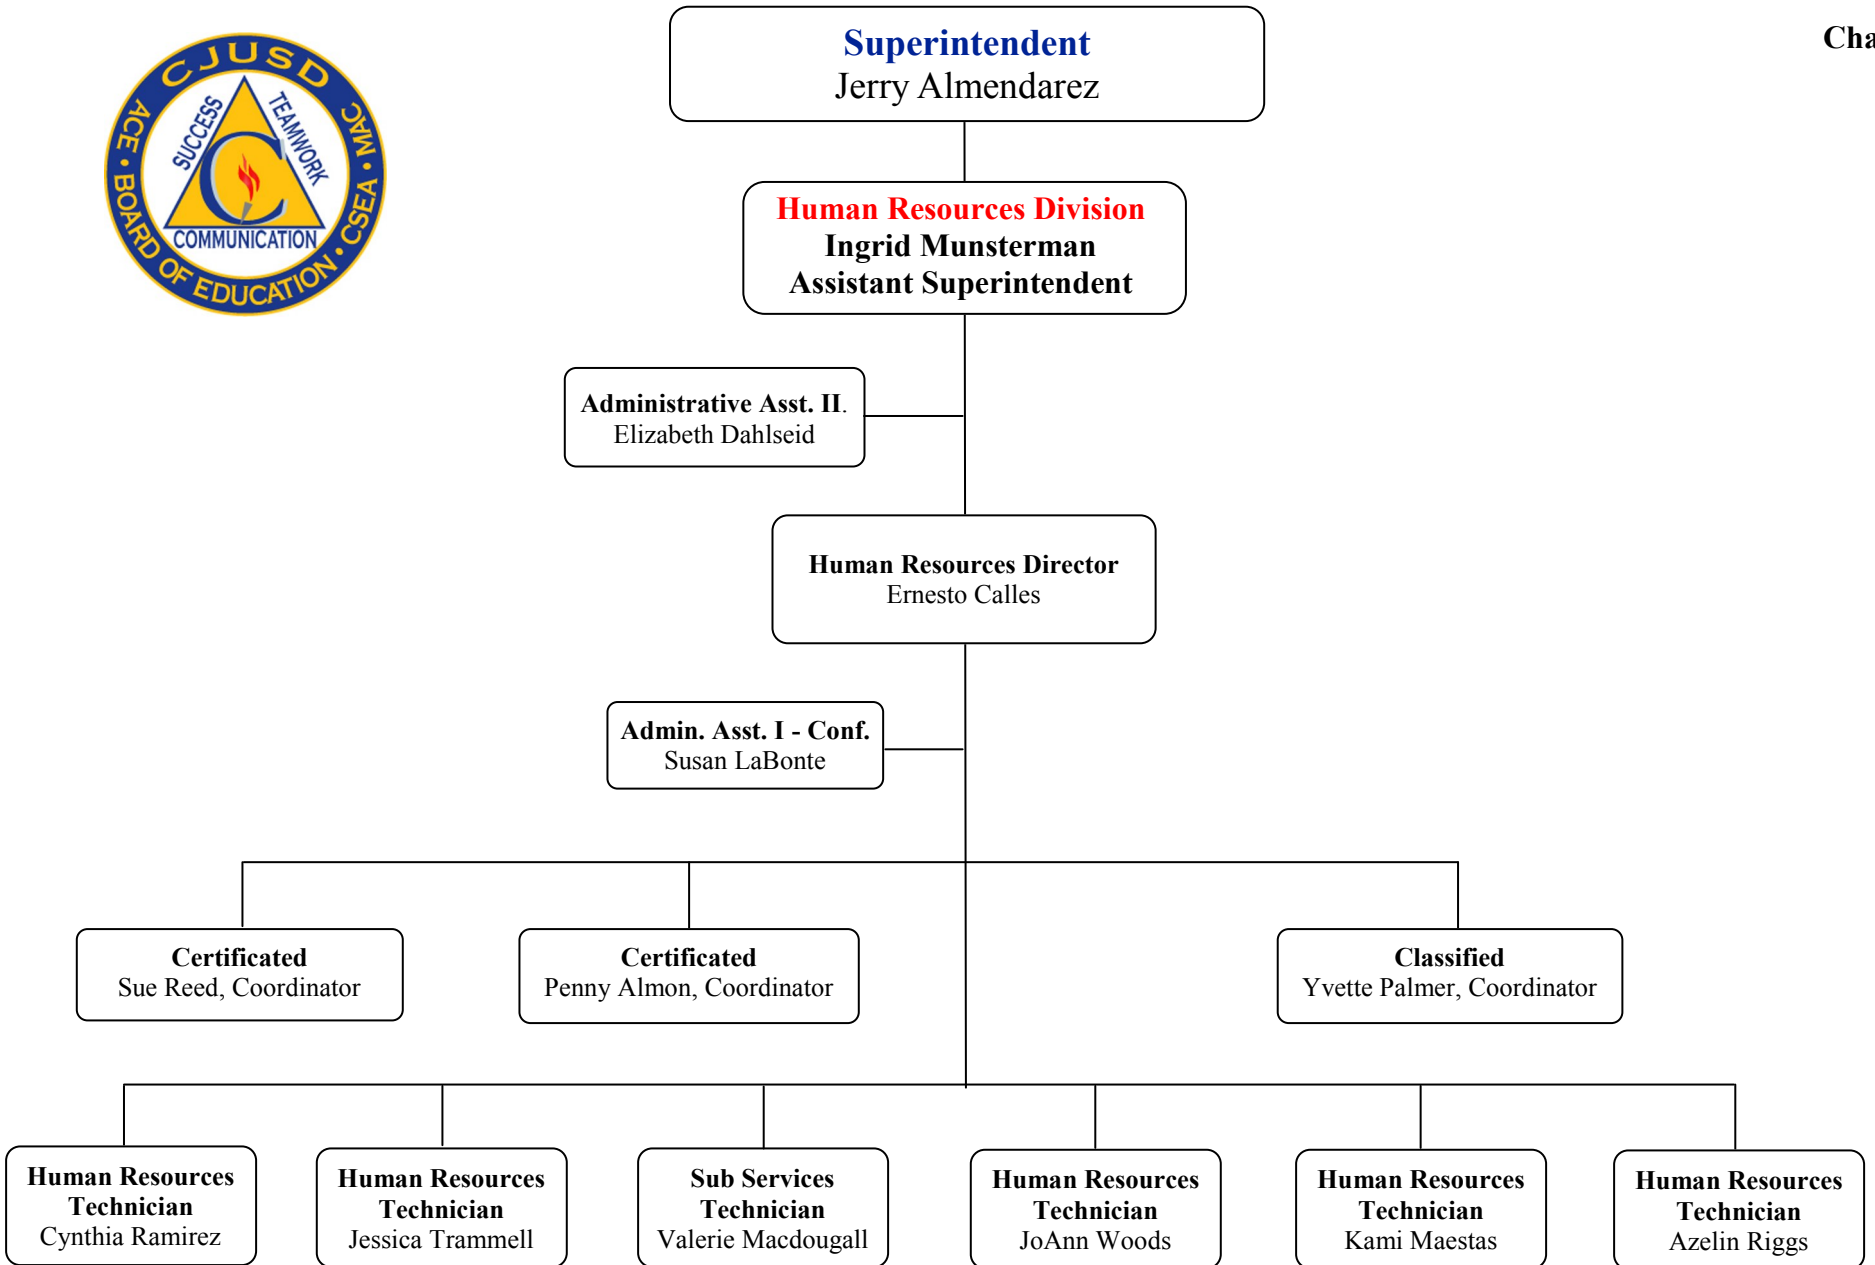 CJUSD
ACE • BOARD OF EDUCATION • CSEA • MAC
SUCCESS
TEAMWORK
C
COMMUNICATION
Superintendent
Jerry Almendarez
Human Resources Division
Ingrid Munsterman
Assistant Superintendent
Administrative Asst. II.
Elizabeth Dahlseid
Human Resources Director
Ernesto Calles
Admin. Asst. I - Conf.
Susan LaBonte
Certificated
Sue Reed, Coordinator
Certificated
Penny Almon, Coordinator
Classified
Yvette Palmer, Coordinator
Human Resources
Technician
Cynthia Ramirez
Human Resources
Technician
Jessica Trammell
Sub Services
Technician
Valerie Macdougall
Human Resources
Technician
JoAnn Woods
Human Resources
Technician
Kami Maestas
Human Resources
Technician
Azelin Riggs